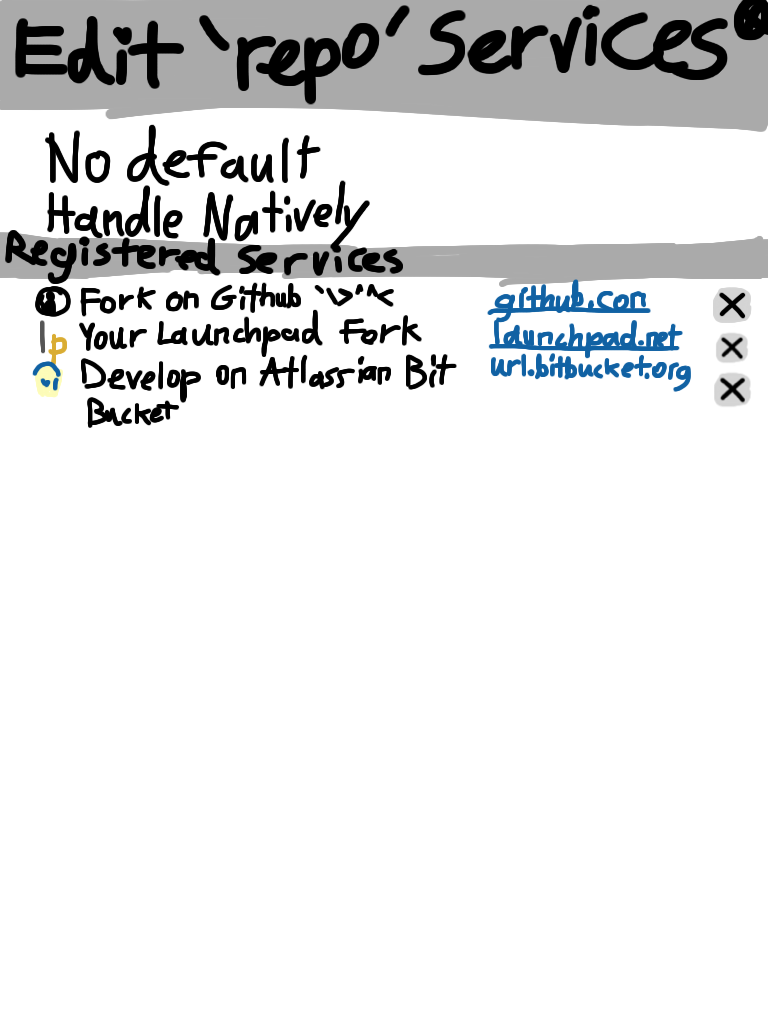 Edit 'repo' Services
No default
Handle Natively
Registered Services
Fork on Github `\>^^< github.con
Your Launchpad Fork launchpad.net
Develop on Atlassian Bit url.bitbucket.org
Bucket